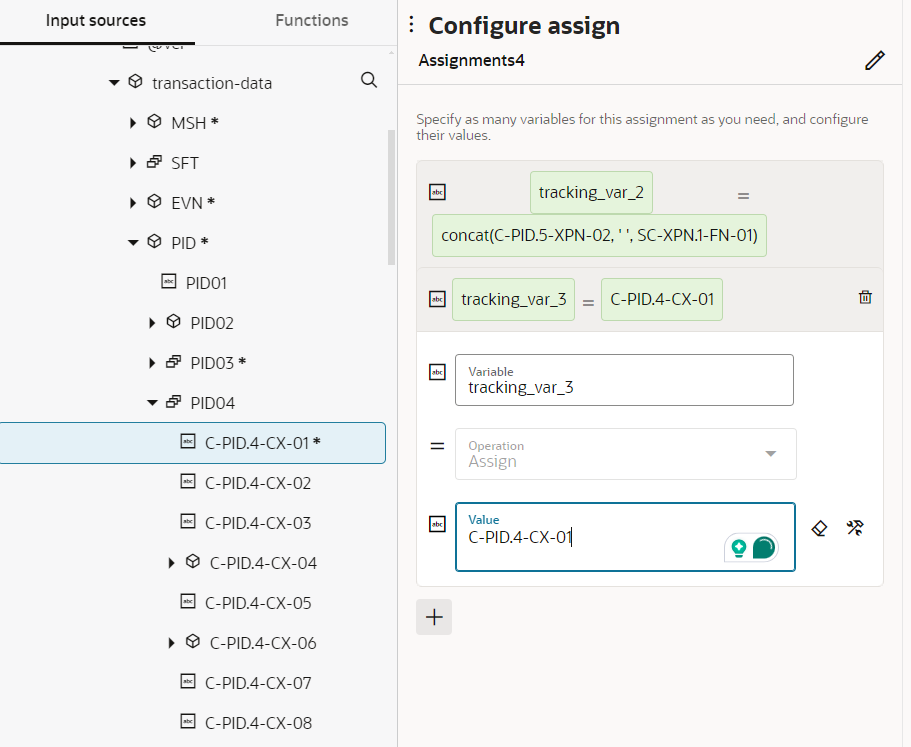 Input sources
Functions
transaction-data
MSH *
SFT
EVN *
PID *
PID01
PID02
PID03 *
PID04
C-PID.4-CX-01 *
C-PID.4-CX-02
C-PID.4-CX-03
C-PID.4-CX-04
C-PID.4-CX-05
C-PID.4-CX-06
C-PID.4-CX-07
C-PID.4-CX-08
Configure assign
Assignments4
Specify as many variables for this assignment as you need, and configure
their values.
abc tracking_var_2 =
concat(C-PID.5-XPN-02, ' ', SC-XPN.1-FN-01)
abc tracking_var_3 = C-PID.4-CX-01
abc Variable
tracking_var_3
= Operation
Assign
abc Value
C-PID.4-CX-01